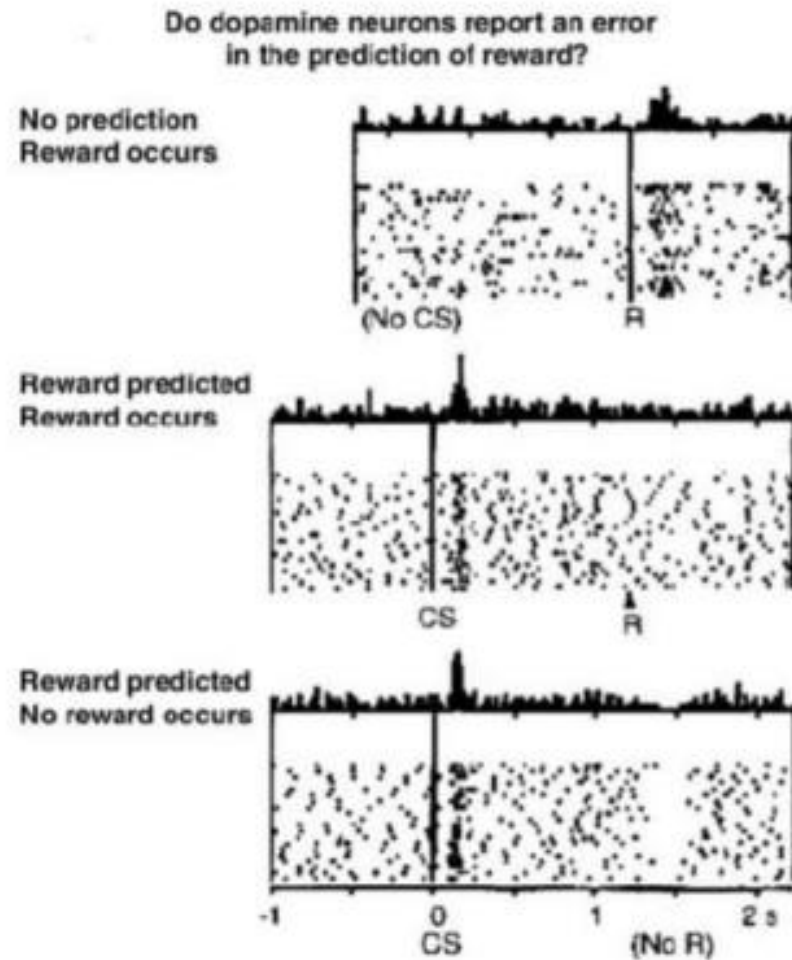 Do dopamine neurons report an error
in the prediction of reward?
No prediction
Reward occurs
(No CS)
R
Reward predicted
Reward occurs
CS
R
Reward predicted
No reward occurs
-1
0
1
2 s
CS
(No R)